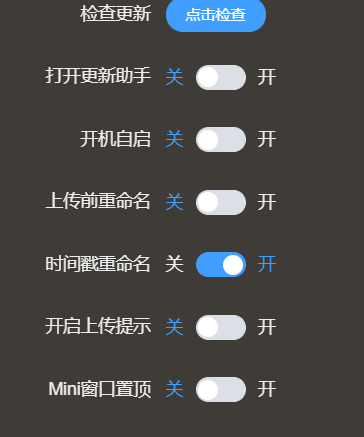 检查更新 点击检查
打开更新助手 关 开
开机自启 关 开
上传前重命名 关 开
时间戳重命名 关 开
开启上传提示 关 开
Mini窗口置顶 关 开